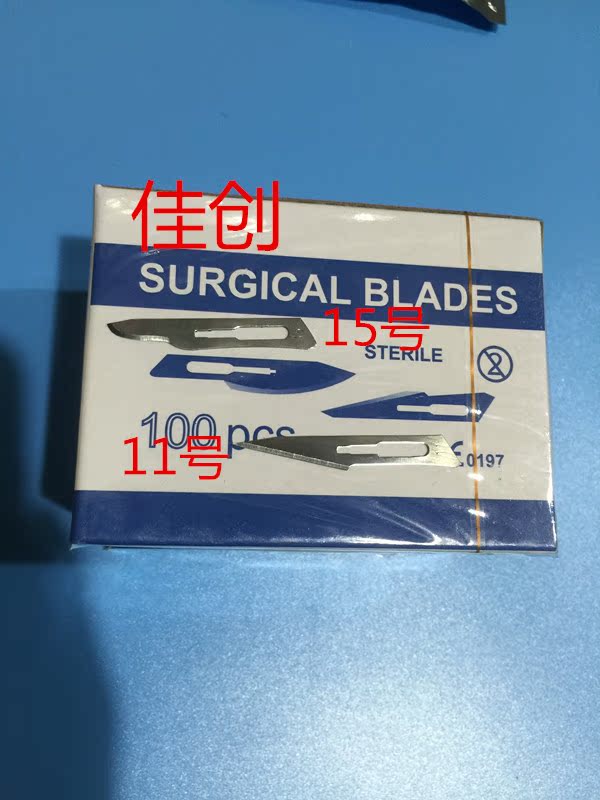 佳创
SURGICAL BLADES
15号
STERILE
100 pcs
11号
0197